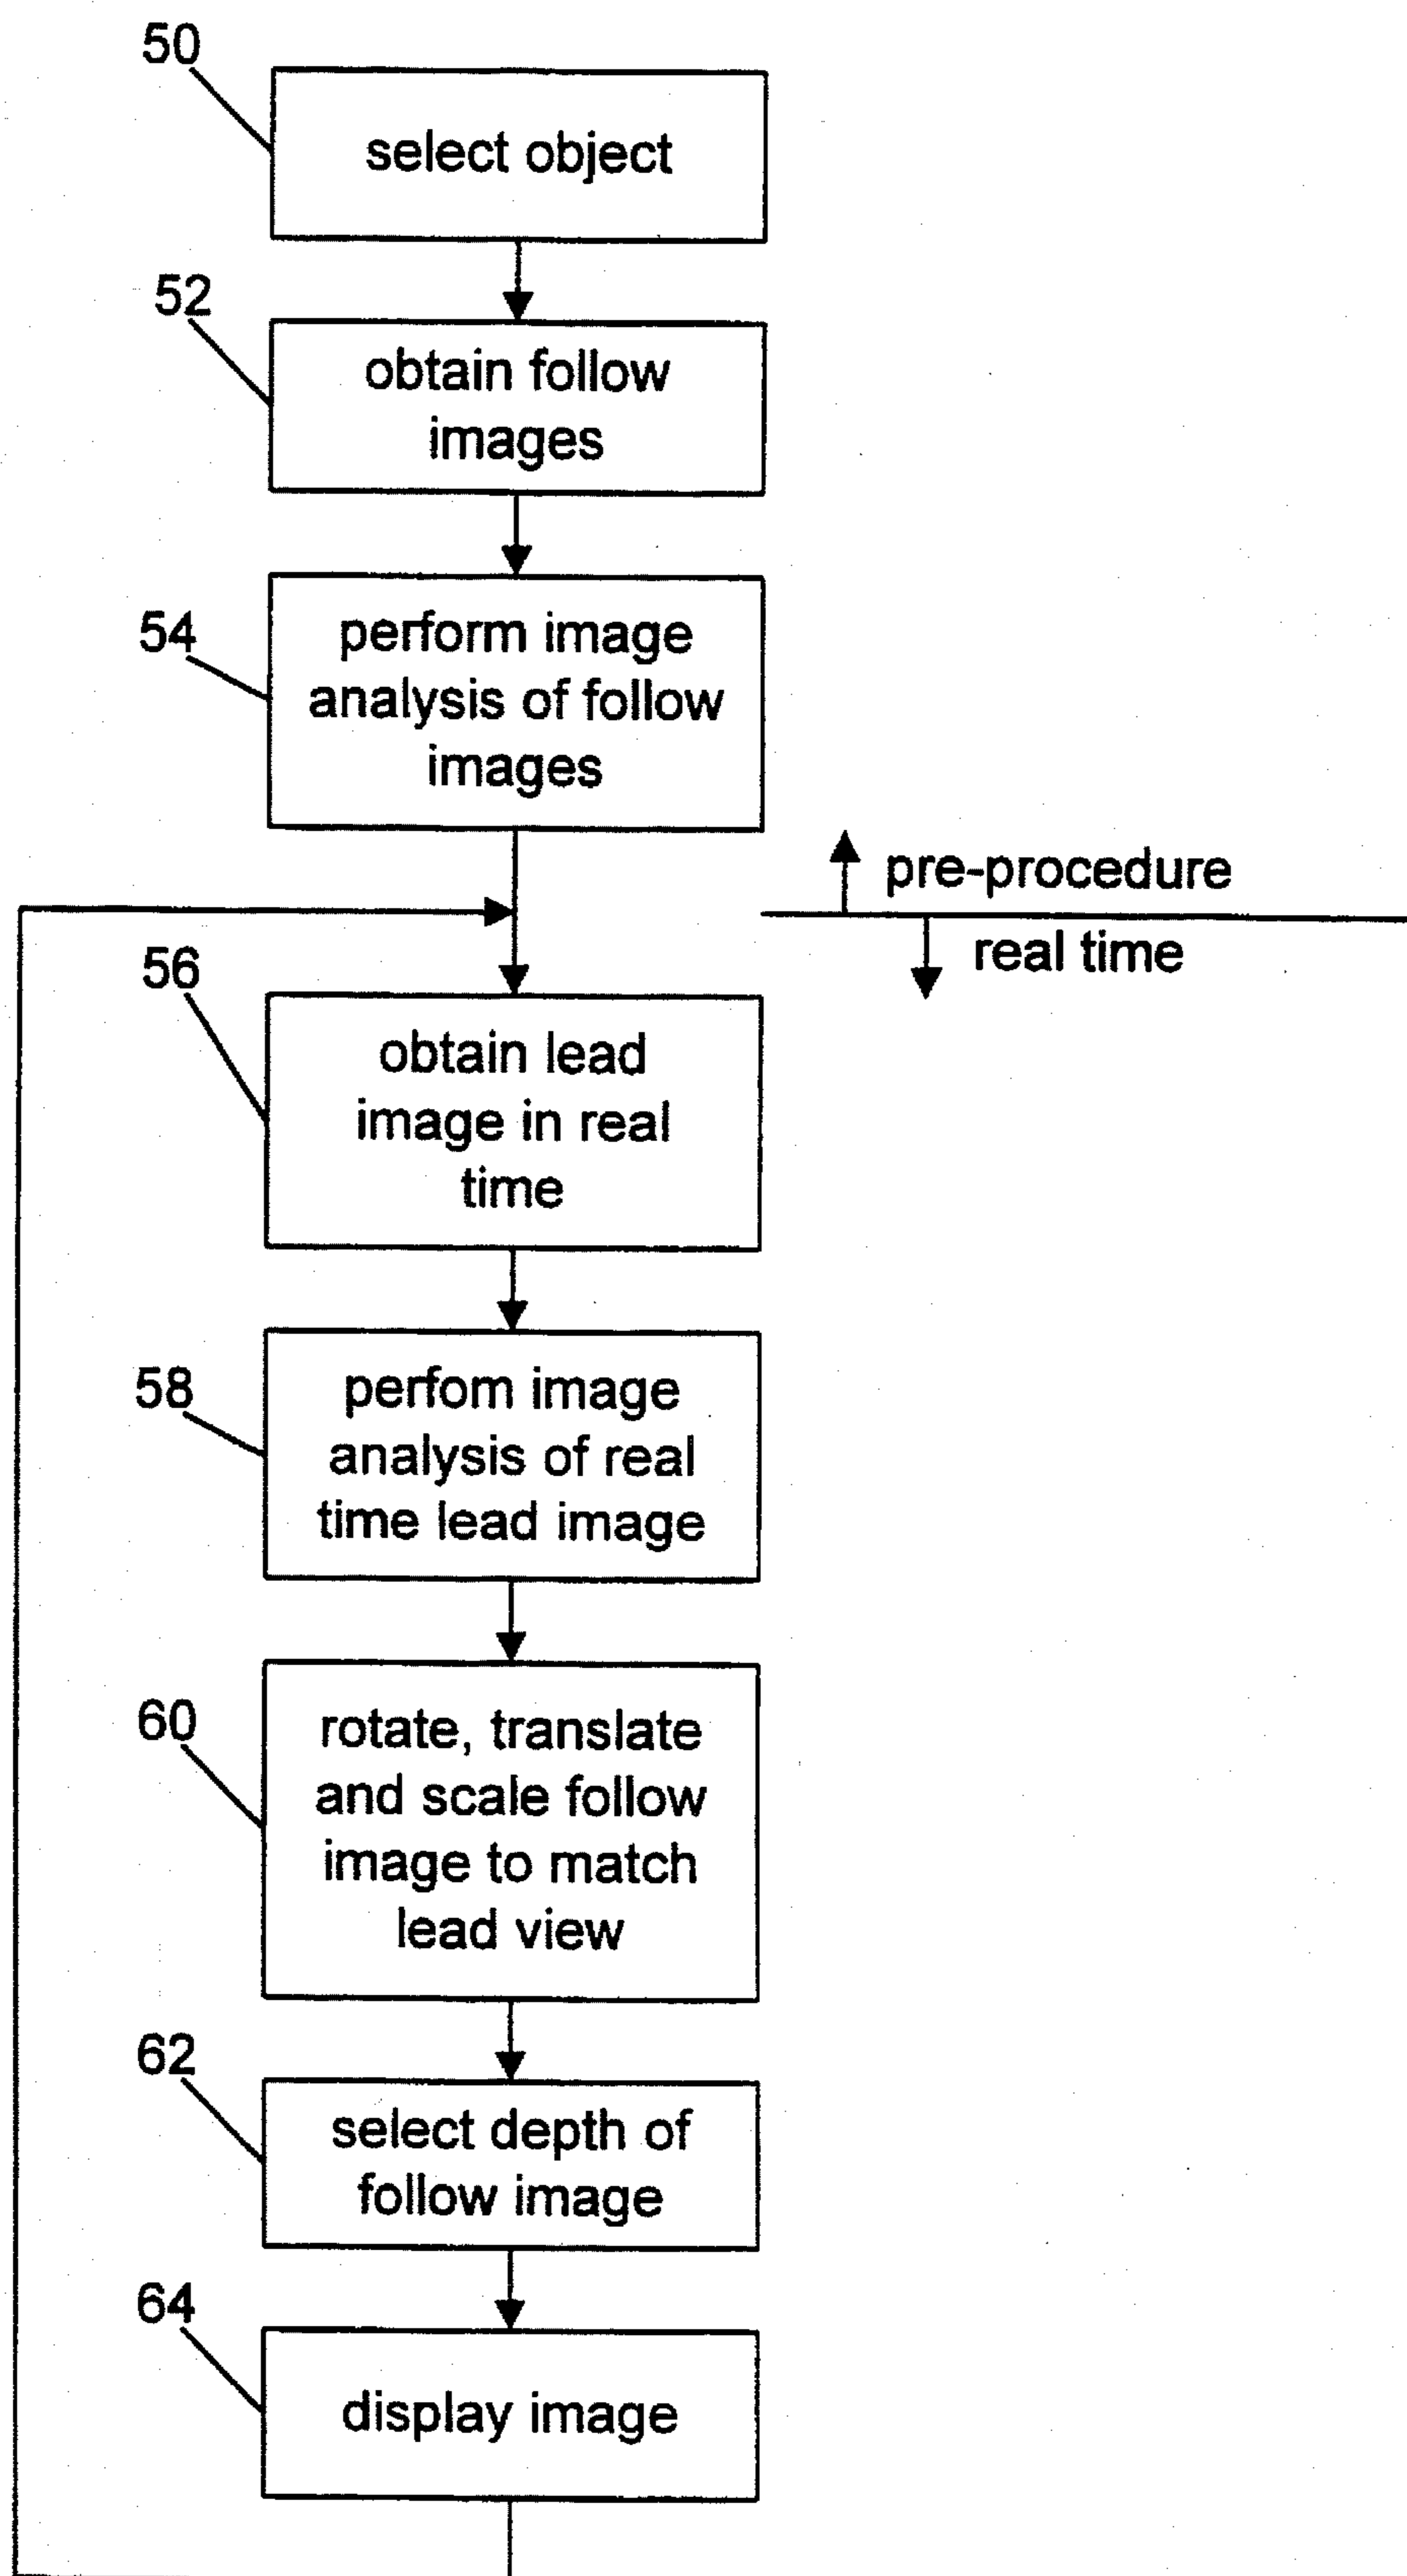 50
select object
52
obtain follow
images
54
perform image
analysis of follow
images
pre-procedure
real time
56
obtain lead
image in real
time
58
perfom image
analysis of real
time lead image
60
rotate, translate
and scale follow
image to match
lead view
62
select depth of
follow image
64
display image